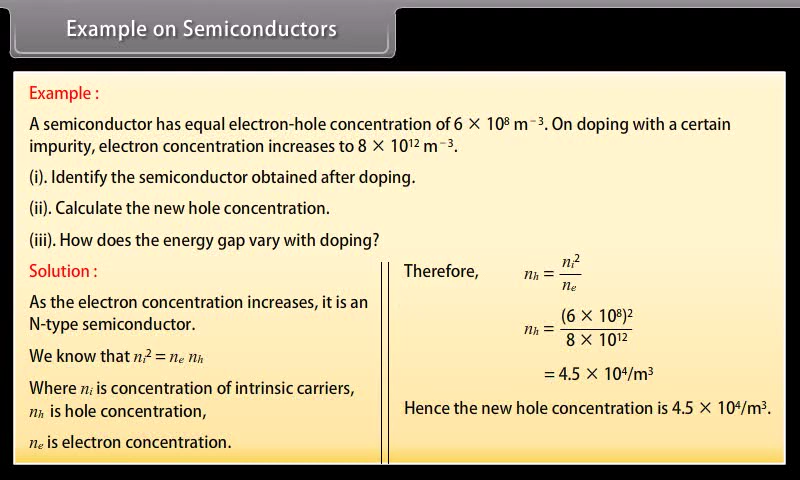 Example on Semiconductors
Example :
A semiconductor has equal electron-hole concentration of 6 × 10⁸ m⁻³. On doping with a certain
impurity, electron concentration increases to 8 × 10¹² m⁻³.
(i). Identify the semiconductor obtained after doping.
(ii). Calculate the new hole concentration.
(iii). How does the energy gap vary with doping?
Solution :
As the electron concentration increases, it is an
N-type semiconductor.
We know that nᵢ² = nₑ nₕ
Where nᵢ is concentration of intrinsic carriers,
nₕ is hole concentration,
nₑ is electron concentration.
Therefore, nₕ = nᵢ² / nₑ
nₕ = (6 × 10⁸)² / 8 × 10¹²
= 4.5 × 10⁴/m³
Hence the new hole concentration is 4.5 × 10⁴/m³.